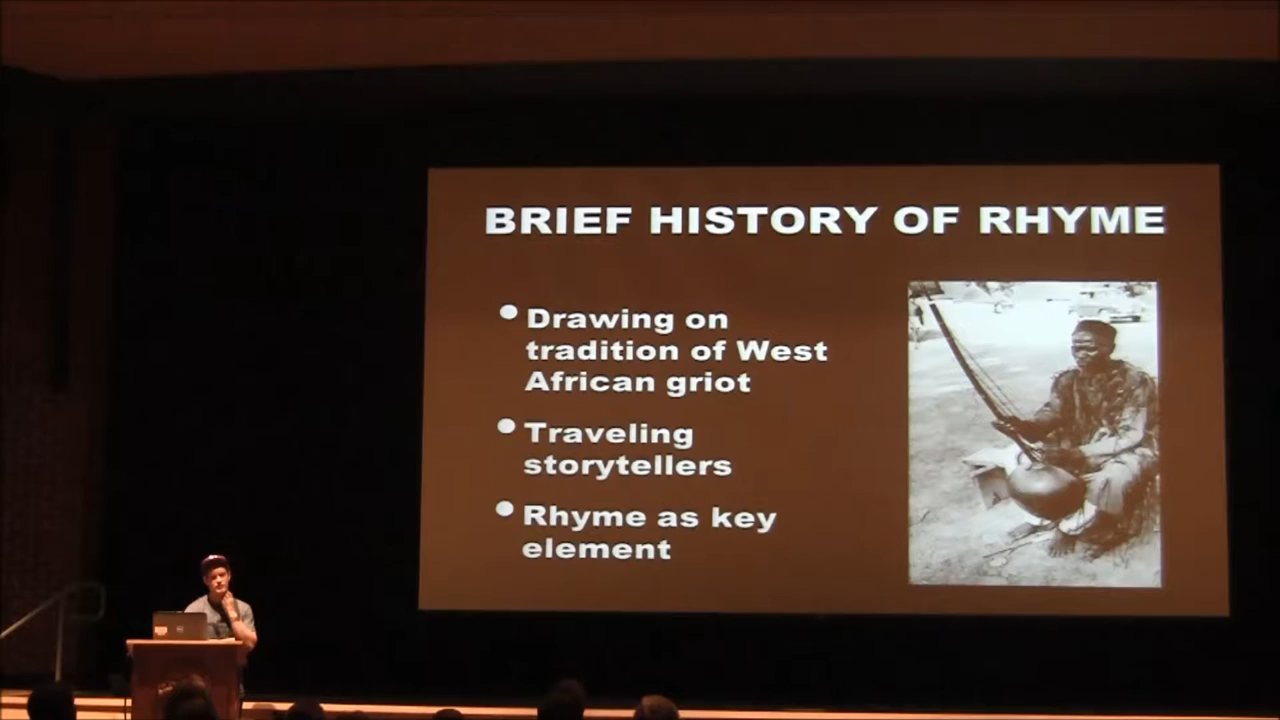 BRIEF HISTORY OF RHYME
Drawing on
tradition of West
African griot
Traveling
storytellers
Rhyme as key
element